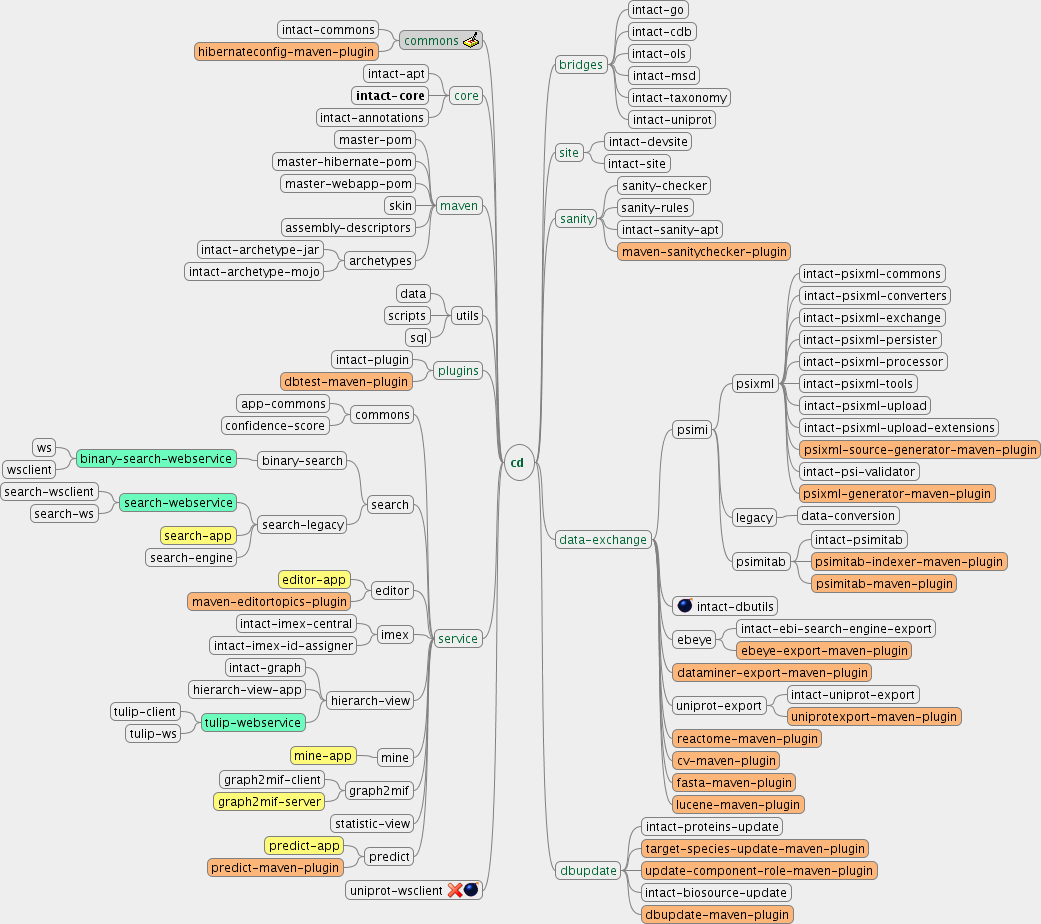 cd
intact-commons
hibernateconfig-maven-plugin
commons
intact-apt
intact-core
intact-annotations
core
master-pom
master-hibernate-pom
master-webapp-pom
skin
assembly-descriptors
intact-archetype-jar
intact-archetype-mojo
archetypes
maven
data
scripts
sql
utils
intact-plugin
dbtest-maven-plugin
plugins
app-commons
confidence-score
commons
ws
wsclient
binary-search-webservice
binary-search
search-wsclient
search-ws
search-webservice
search-app
search-engine
search-legacy
search
editor-app
maven-editortopics-plugin
editor
intact-imex-central
intact-imex-id-assigner
imex
intact-graph
hierarch-view-app
tulip-client
tulip-ws
tulip-webservice
hierarch-view
mine-app
mine
graph2mif-client
graph2mif-server
graph2mif
statistic-view
predict-app
predict-maven-plugin
predict
service
uniprot-wsclient
bridges
intact-go
intact-cdb
intact-ols
intact-msd
intact-taxonomy
intact-uniprot
site
intact-devsite
intact-site
sanity
sanity-checker
sanity-rules
intact-sanity-apt
maven-sanitychecker-plugin
data-exchange
psimi
psixml
intact-psixml-commons
intact-psixml-converters
intact-psixml-exchange
intact-psixml-persister
intact-psixml-processor
intact-psixml-tools
intact-psixml-upload
intact-psixml-upload-extensions
psixml-source-generator-maven-plugin
intact-psi-validator
psixml-generator-maven-plugin
legacy
data-conversion
psimitab
intact-psimitab
psimitab-indexer-maven-plugin
psimitab-maven-plugin
intact-dbutils
ebeye
intact-ebi-search-engine-export
ebeye-export-maven-plugin
dataminer-export-maven-plugin
uniprot-export
intact-uniprot-export
uniprotexport-maven-plugin
reactome-maven-plugin
cv-maven-plugin
fasta-maven-plugin
lucene-maven-plugin
dbupdate
intact-proteins-update
target-species-update-maven-plugin
update-component-role-maven-plugin
intact-biosource-update
dbupdate-maven-plugin